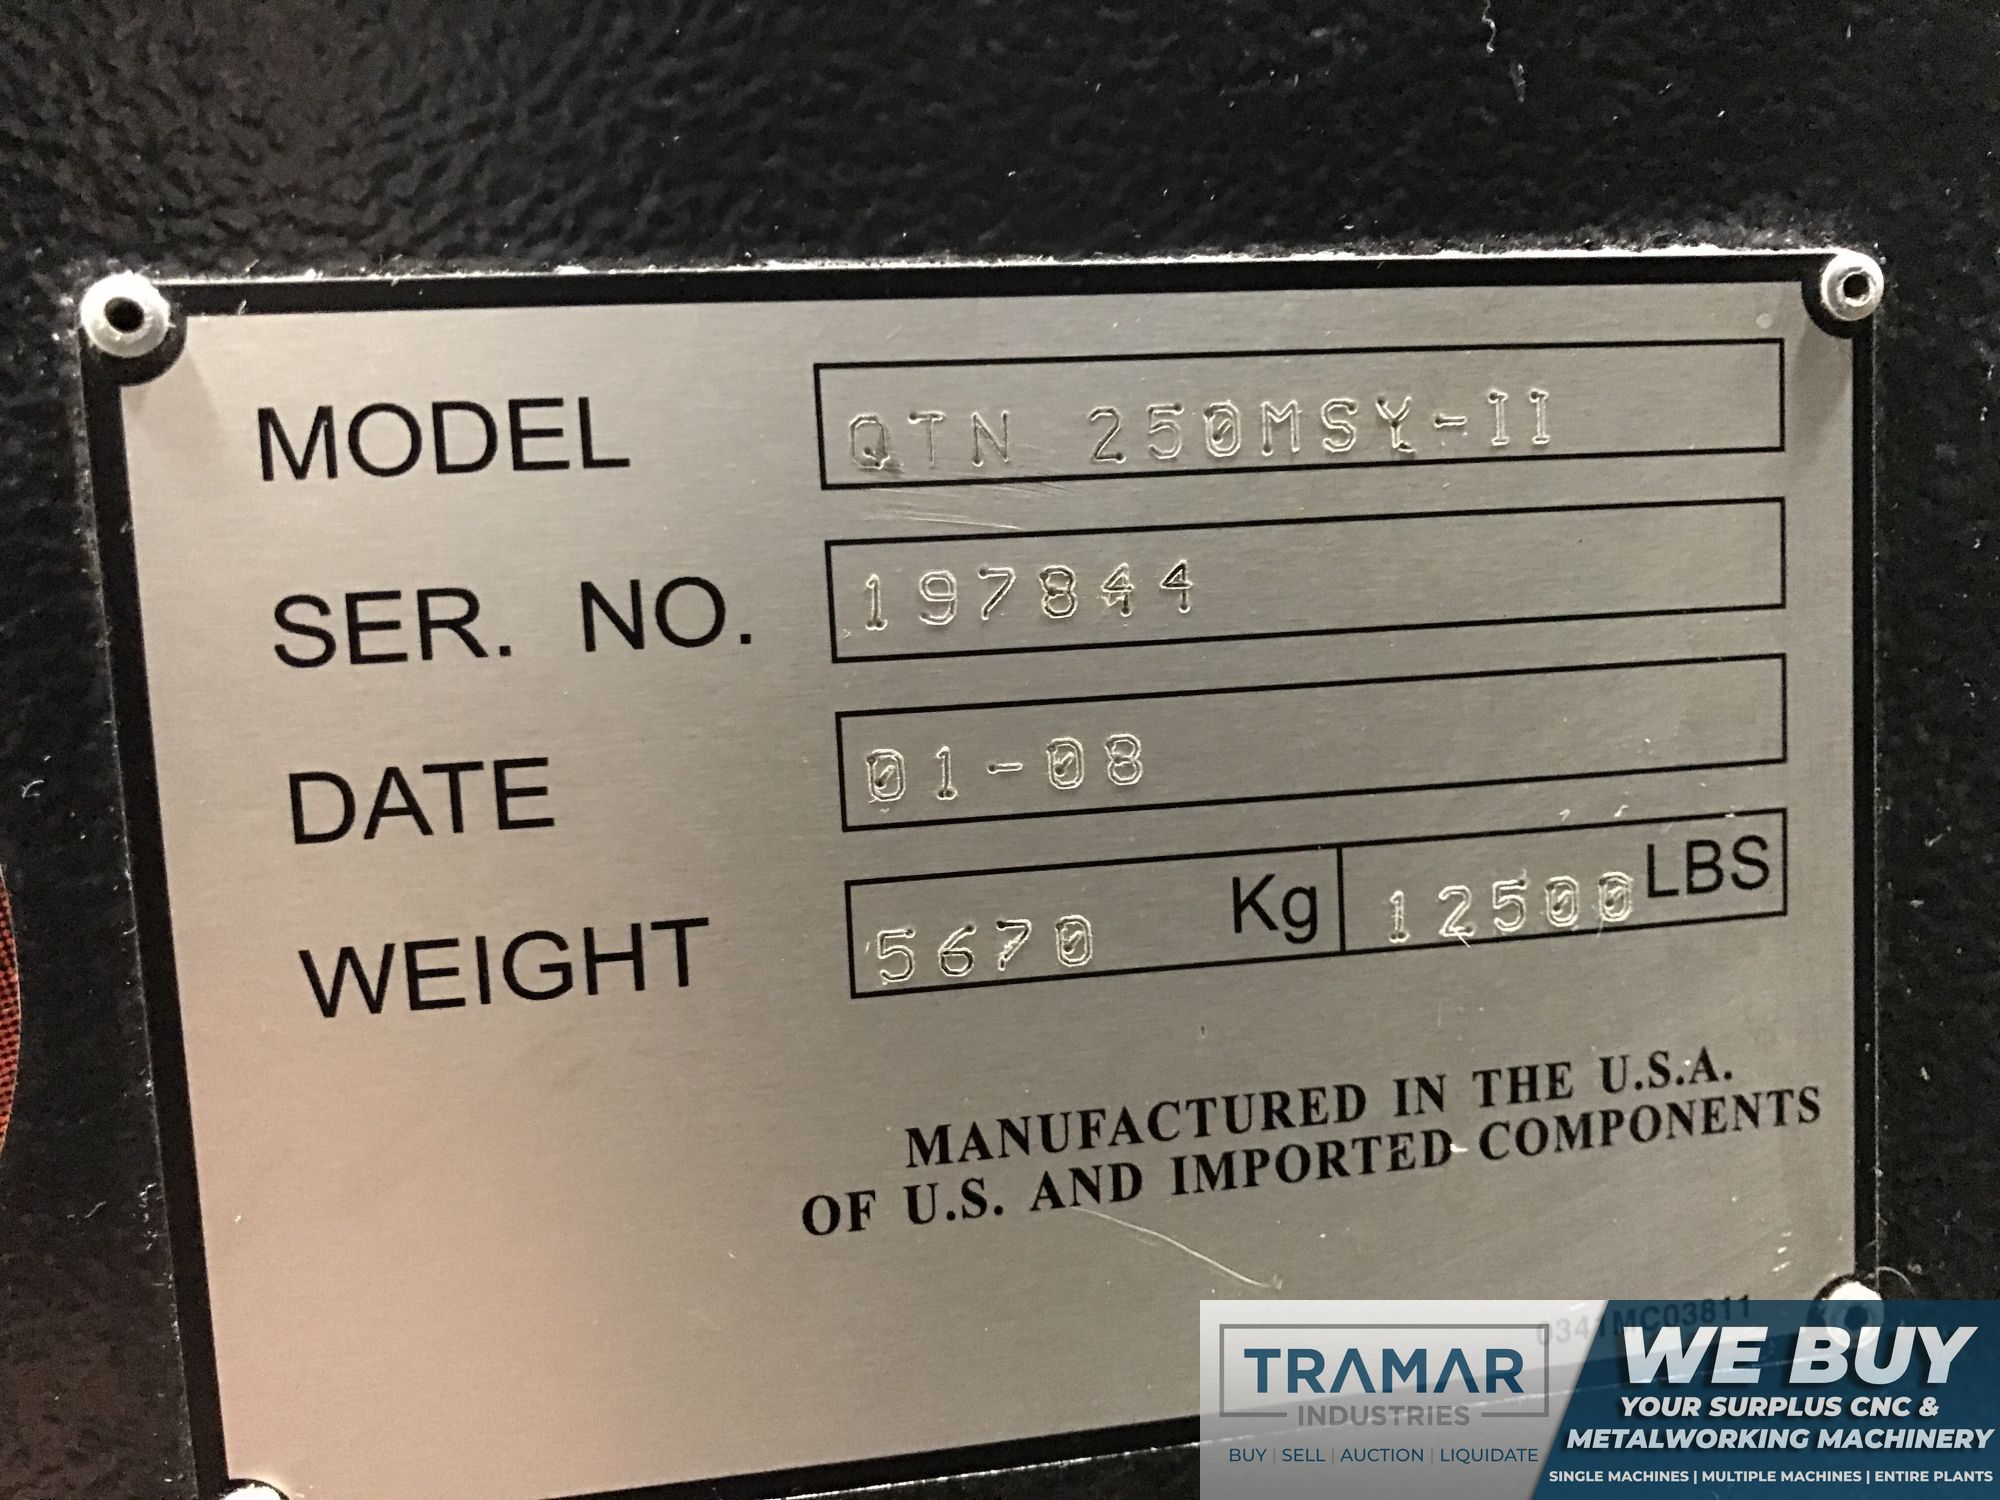 MODEL QTN 250MSY-II
SER. NO. 197844
DATE 01-08
WEIGHT 5670 Kg 12500 LBS
MANUFACTURED IN THE U.S.A.
OF U.S. AND IMPORTED COMPONENTS
0341MC03811
TRAMAR
INDUSTRIES
BUY | SELL | AUCTION | LIQUIDATE
WE BUY
YOUR SURPLUS CNC &
METALWORKING MACHINERY
SINGLE MACHINES | MULTIPLE MACHINES | ENTIRE PLANTS